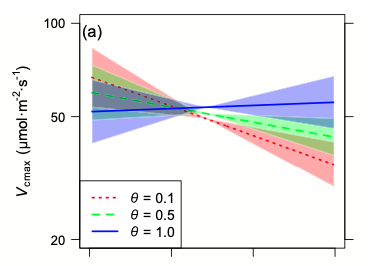 (a)
100
50
20
Vcmax (μmol·m-2·s-1)
θ = 0.1
θ = 0.5
θ = 1.0